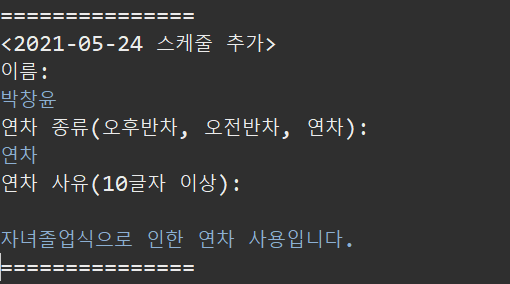 ===============
<2021-05-24 스케줄 추가>
이름:
박창윤
연차 종류(오후반차, 오전반차, 연차):
연차
연차 사유(10글자 이상):
자녀졸업식으로 인한 연차 사용입니다.
===============